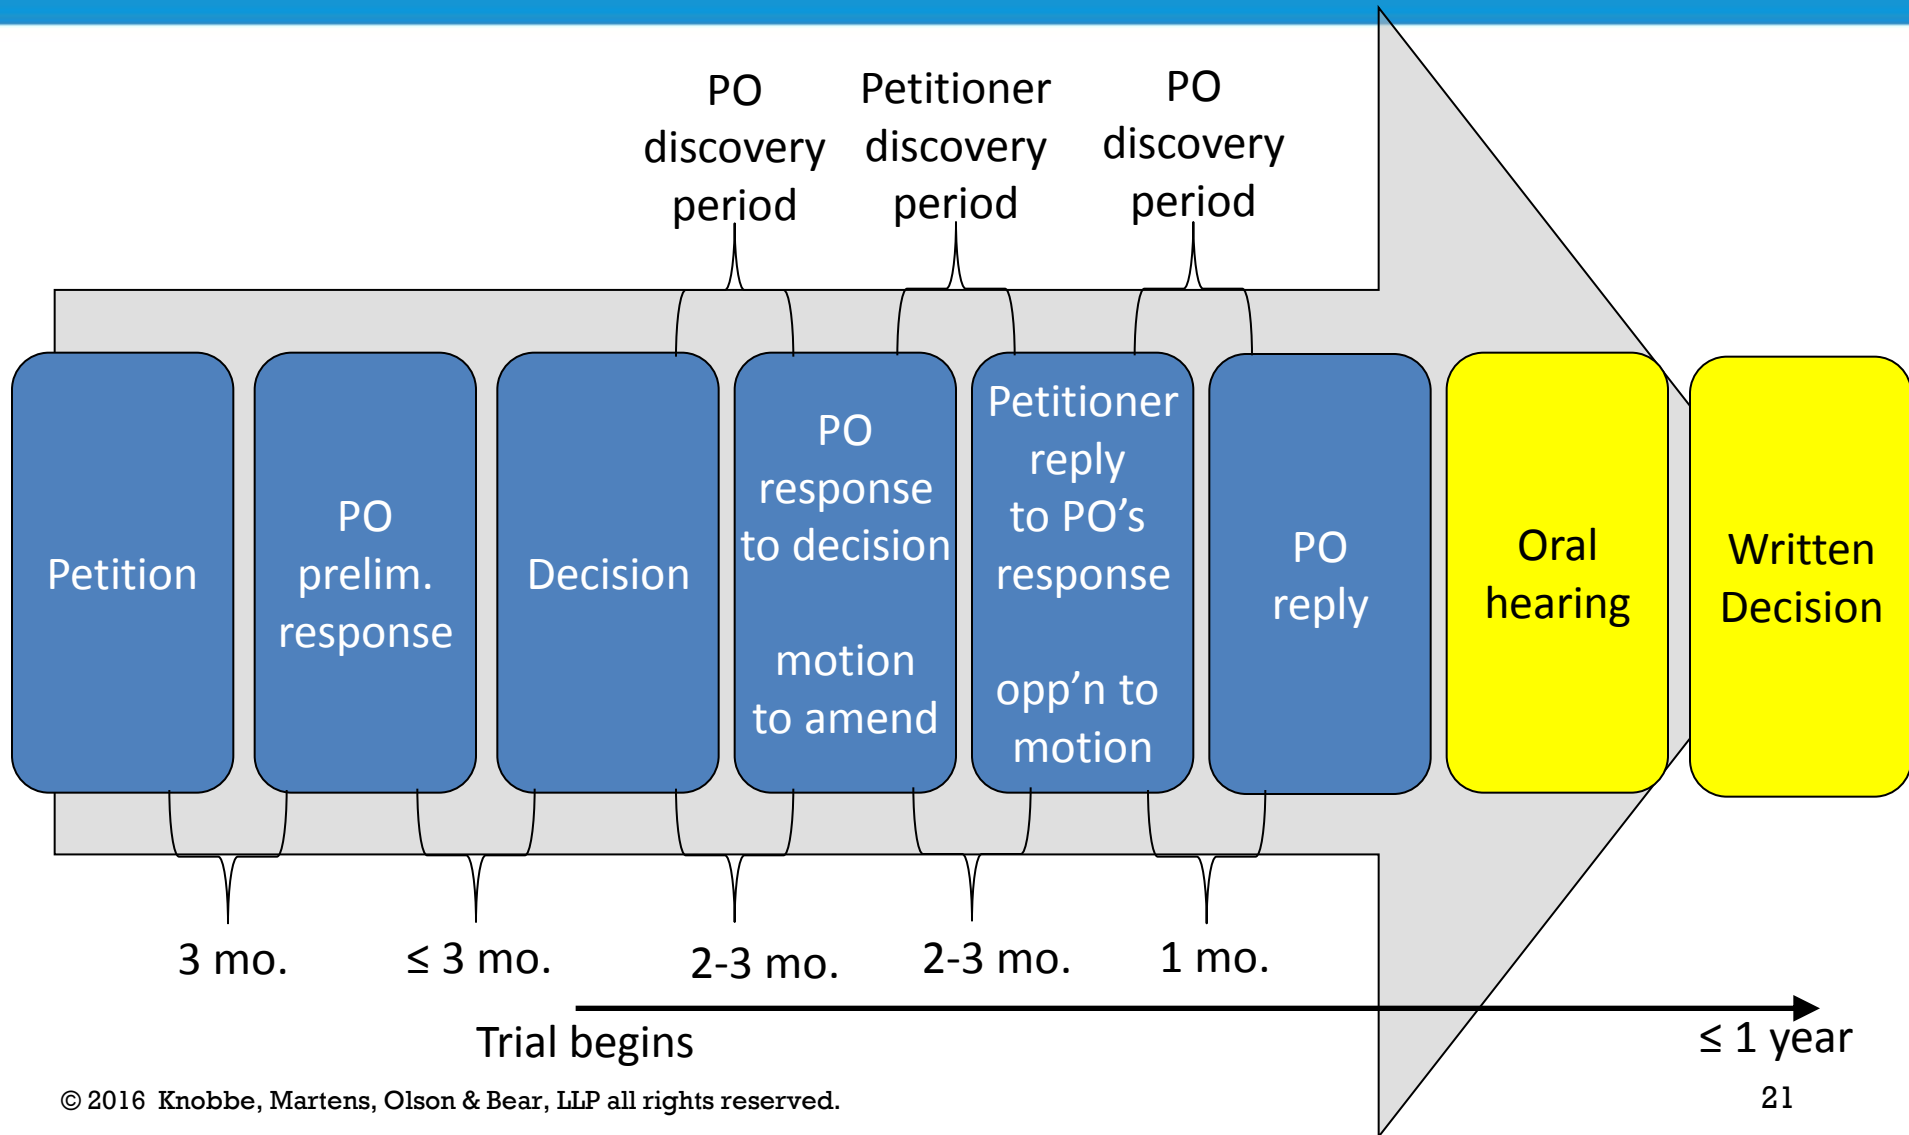 PO
discovery
period
Petitioner
discovery
period
PO
discovery
period
Petition
PO
prelim.
response
Decision
PO
response
to decision
motion
to amend
Petitioner
reply
to PO’s
response
opp’n to
motion
PO
reply
Oral
hearing
Written
Decision
3 mo.
≤ 3 mo.
2-3 mo.
2-3 mo.
1 mo.
Trial begins
≤ 1 year
© 2016 Knobbe, Martens, Olson & Bear, LLP all rights reserved.
21